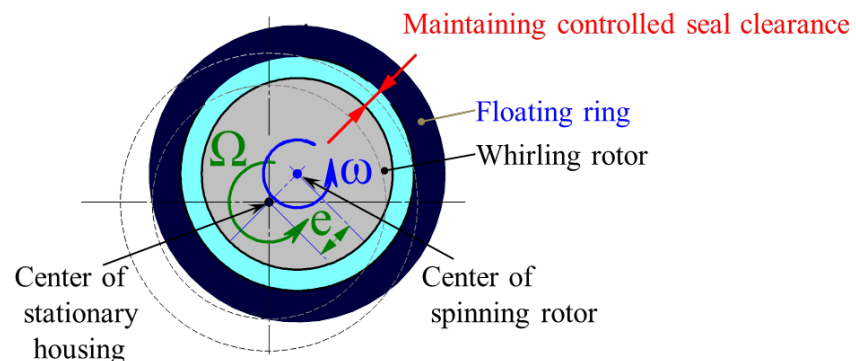 Maintaining controlled seal clearance
Floating ring
Whirling rotor
Ω
ω
e
Center of
stationary
housing
Center of
spinning rotor